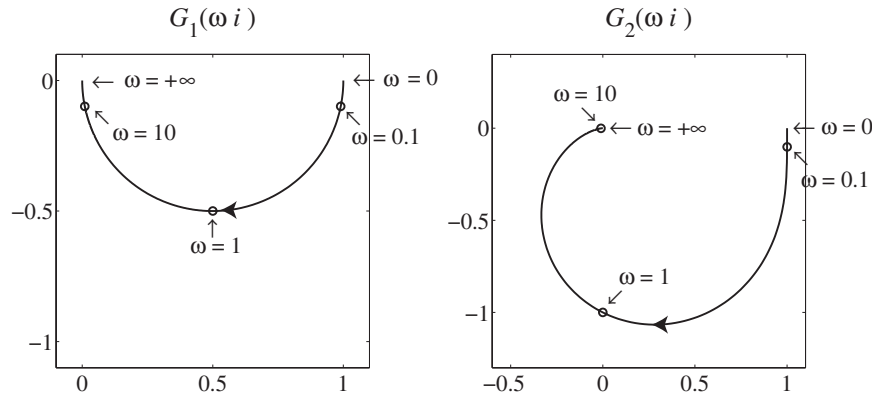 G₁(ω i)
0
← ω = +∞
← ω = 0
ω = 10
ω = 0.1
−0.5
ω = 1
−1
0
0.5
1
G₂(ω i)
ω = 10
0
← ω = +∞
← ω = 0
ω = 0.1
−0.5
ω = 1
−1
−0.5
0
0.5
1